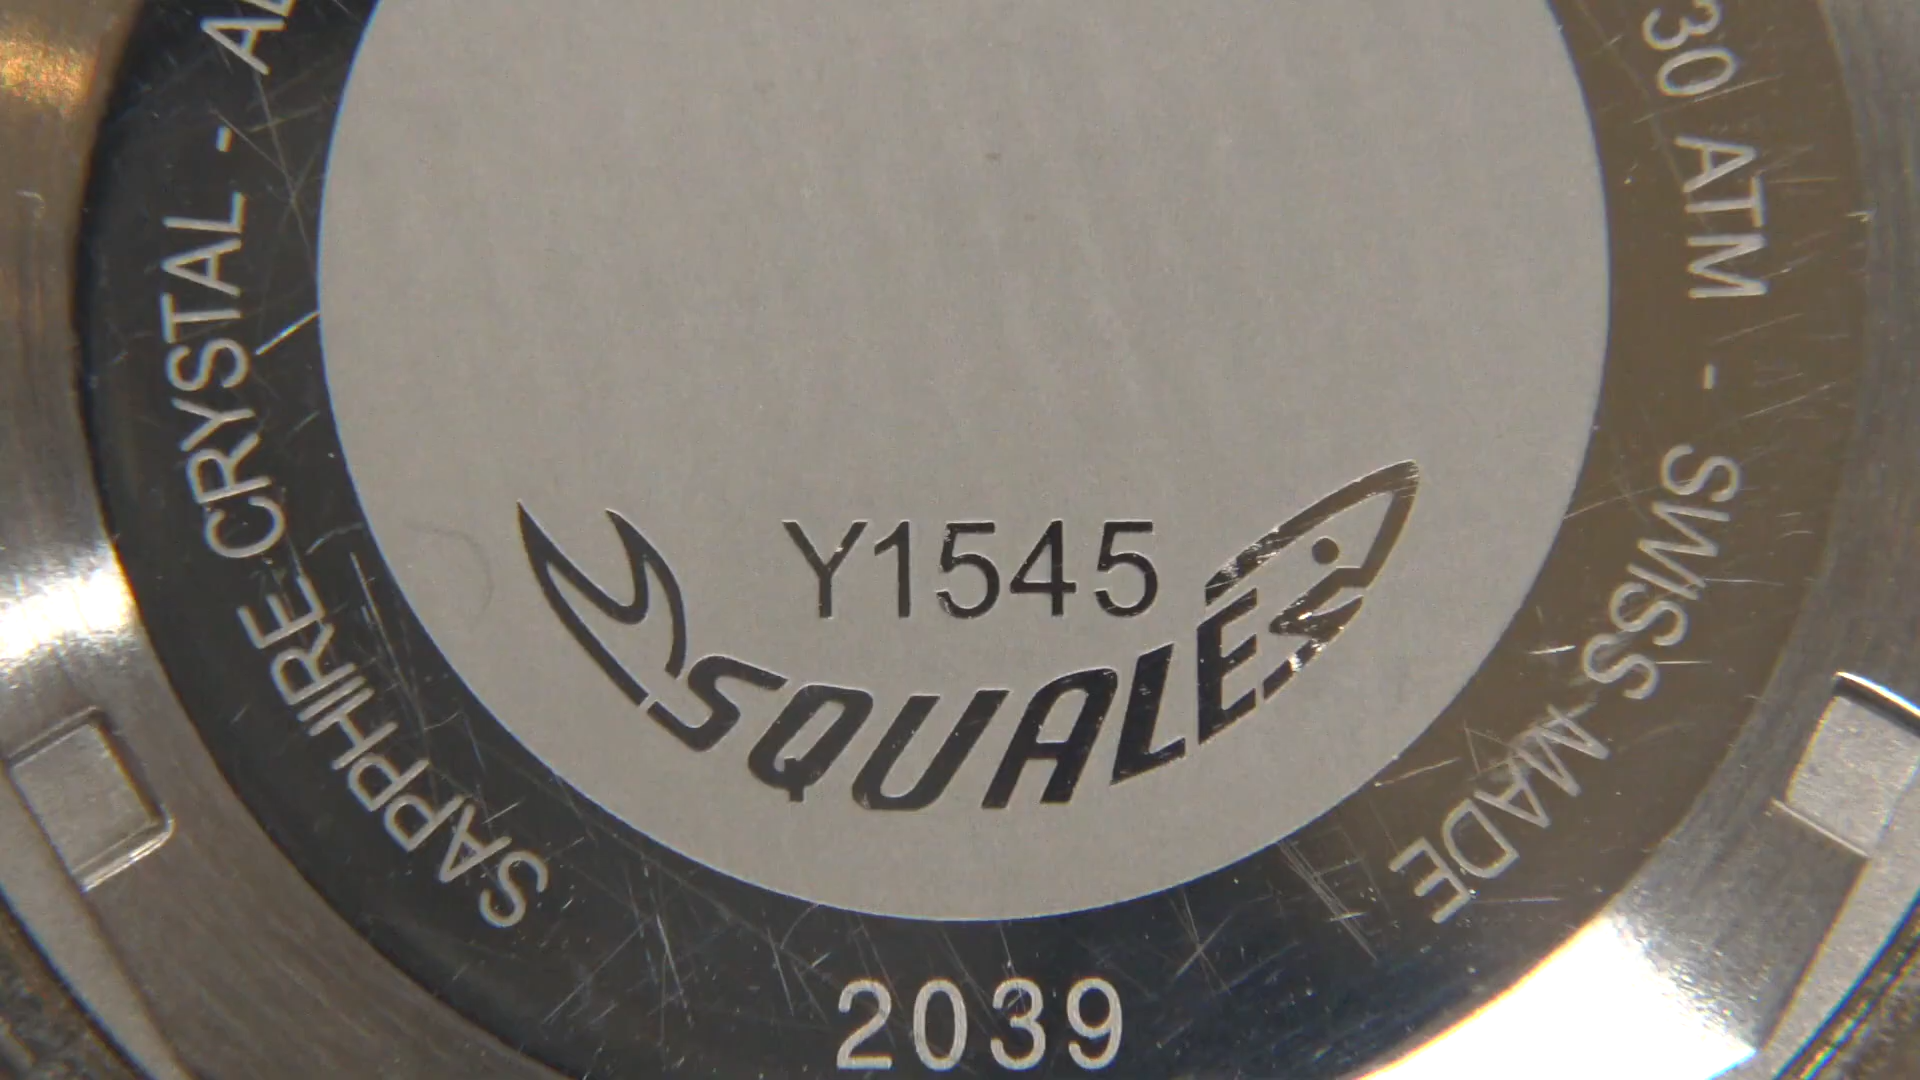 SAPPHIRE CRYSTAL -
30 ATM - SWISS MADE
Y1545
SQUALE
2039